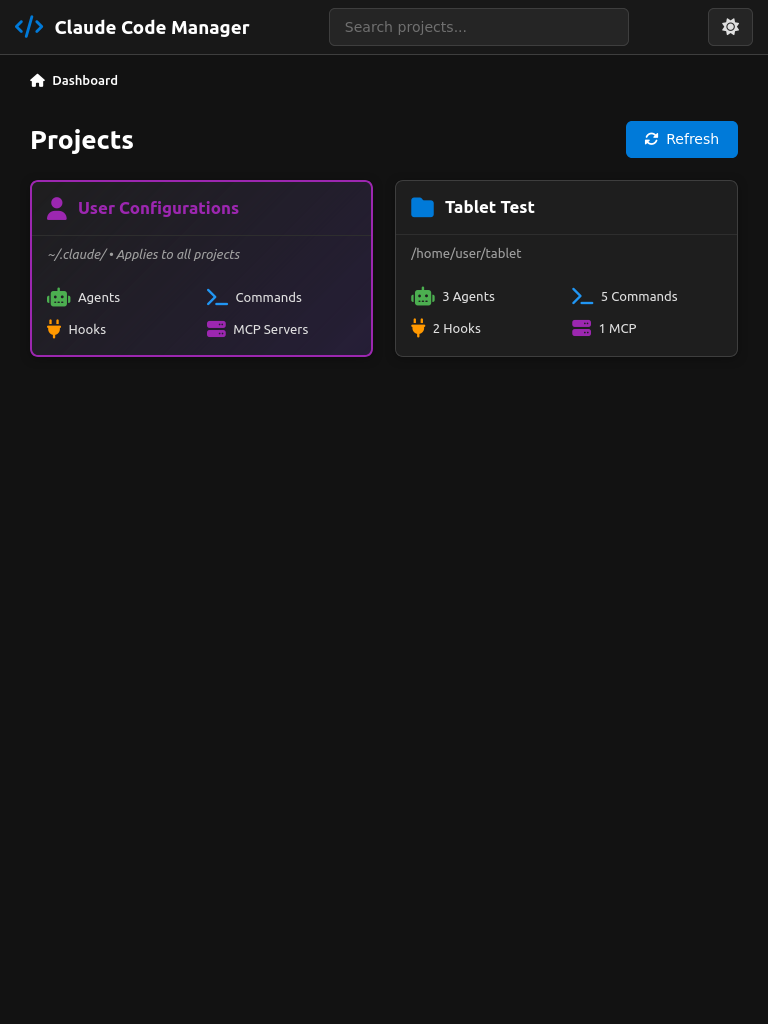 Claude Code Manager
Search projects...
Dashboard
Projects
Refresh
User Configurations
~/.claude/ • Applies to all projects
Agents
Commands
Hooks
MCP Servers
Tablet Test
/home/user/tablet
3 Agents
5 Commands
2 Hooks
1 MCP